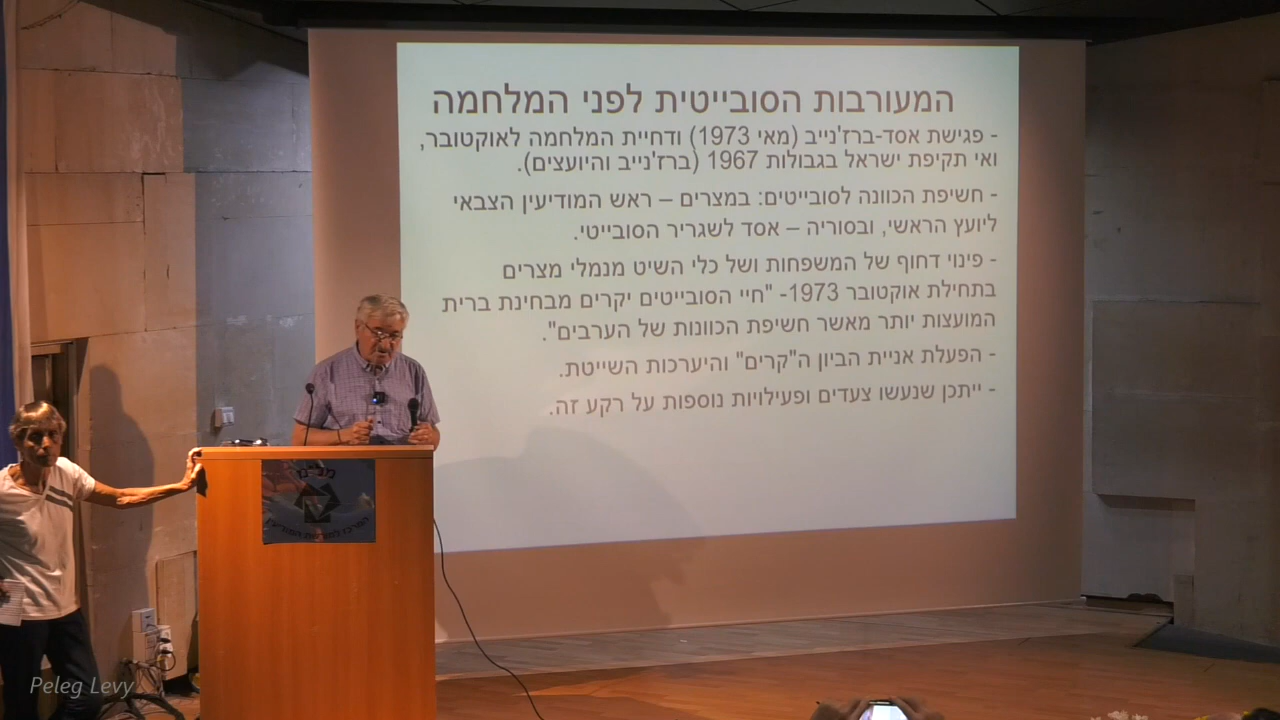 המעורבות הסובייטית לפני המלחמה
- פגישת אסד-ברז'נייב (מאי 1973) ודחיית המלחמה לאוקטובר,
ואי תקיפת ישראל בגבולות 1967 (ברז'נייב והיועצים).
- חשיפת הכוונה לסובייטים: במצרים – ראש המודיעין הצבאי
ליועץ הראשי, ובסוריה – אסד לשגריר הסובייטי.
- פינוי דחוף של המשפחות ושל כלי השיט מנמלי מצרים
בתחילת אוקטובר 1973- "חיי הסובייטים יקרים מבחינת ברית
המועצות יותר מאשר חשיפת הכוונות של הערבים".
- הפעלת אניית הביון ה"קרים" והיערכות השייטת.
- ייתכן שנעשו צעדים ופעילויות נוספות על רקע זה.
Peleg Levy